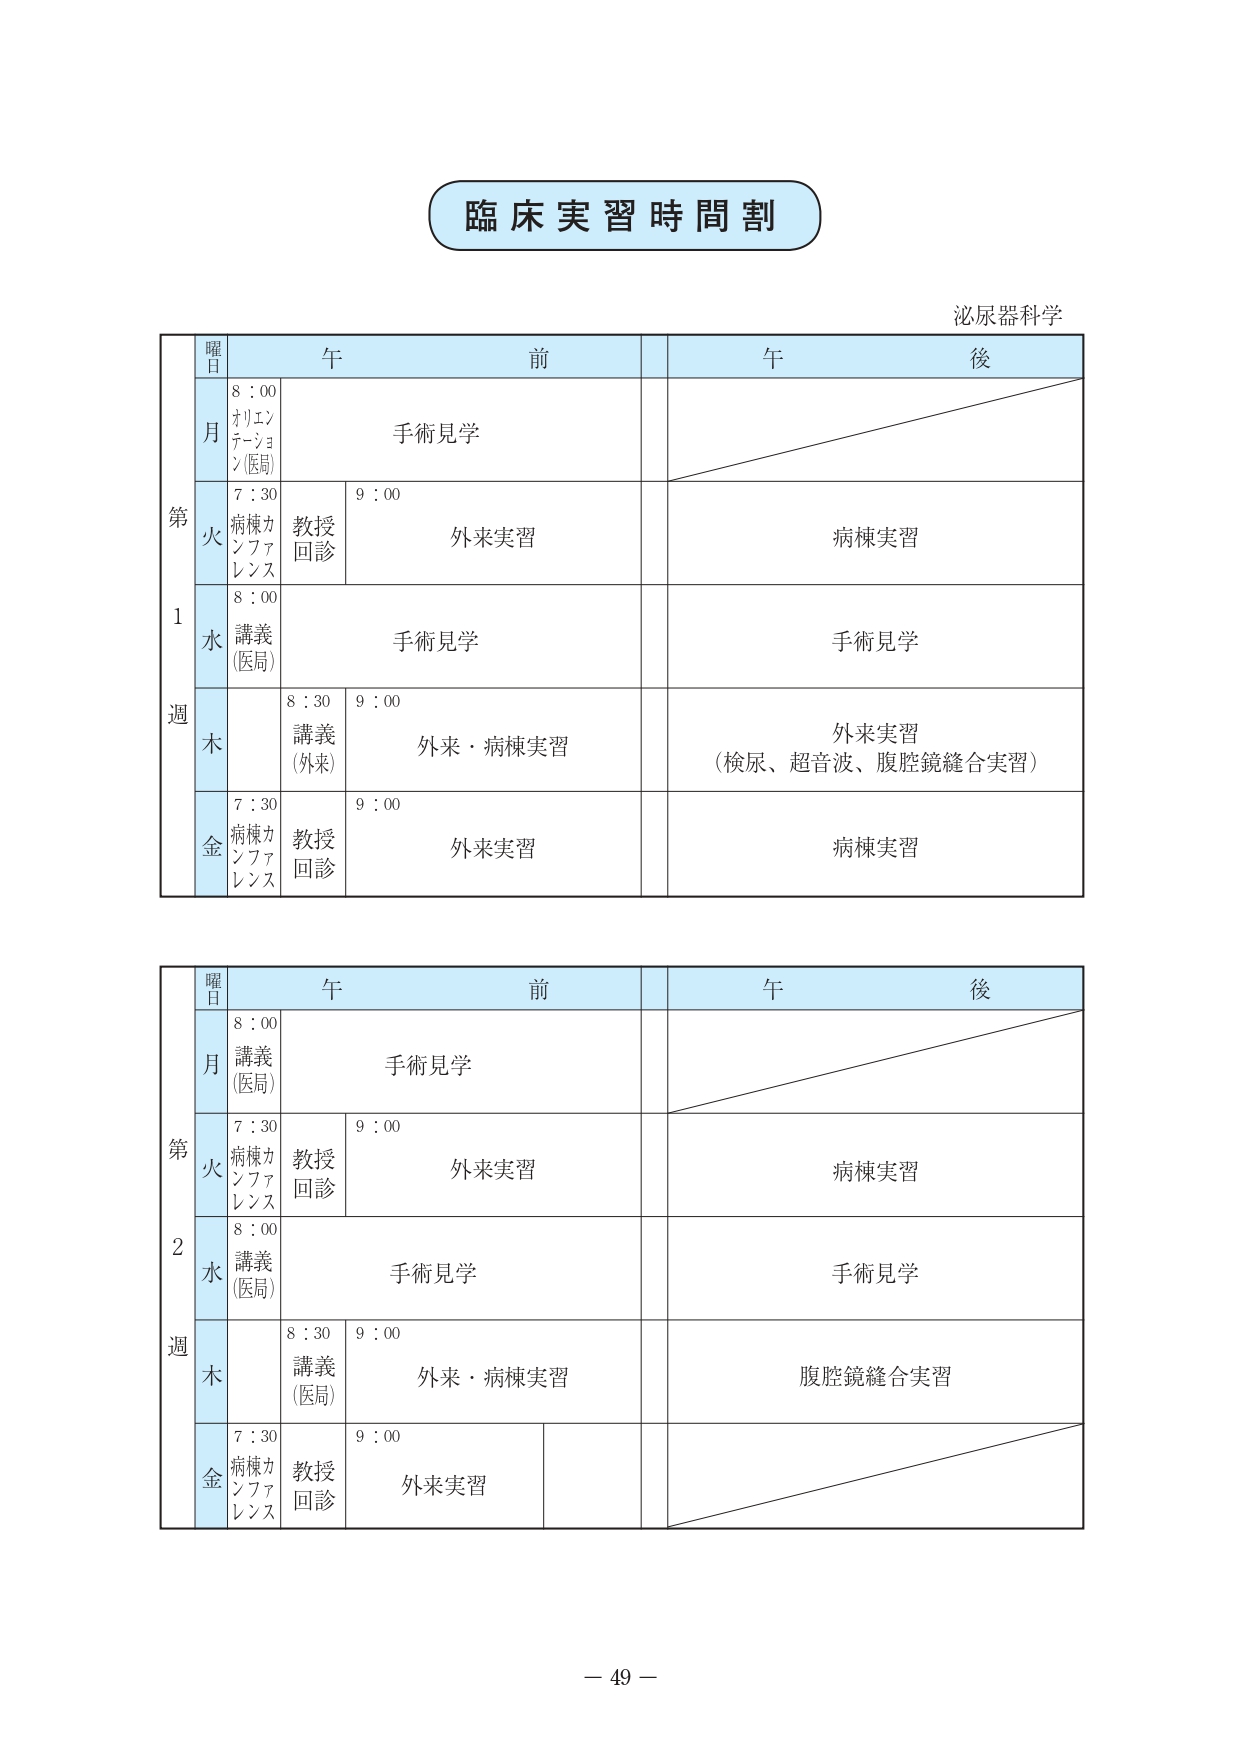 臨床実習時間割
泌尿器科学
曜日 午前 午後
第1週
月
8：00
オリエン
テーショ
ン(医局)
手術見学
火
7：30
病棟カ
ンファ
レンス
教授
回診
9：00
外来実習
病棟実習
水
8：00
講義
(医局)
手術見学
手術見学
木
8：30
講義
(外来)
9：00
外来・病棟実習
外来実習
（検尿、超音波、腹腔鏡縫合実習）
金
7：30
病棟カ
ンファ
レンス
教授
回診
9：00
外来実習
病棟実習
曜日 午前 午後
第2週
月
8：00
講義
(医局)
手術見学
火
7：30
病棟カ
ンファ
レンス
教授
回診
9：00
外来実習
病棟実習
水
8：00
講義
(医局)
手術見学
手術見学
木
8：30
講義
(医局)
9：00
外来・病棟実習
腹腔鏡縫合実習
金
7：30
病棟カ
ンファ
レンス
教授
回診
9：00
外来実習
― 49 ―